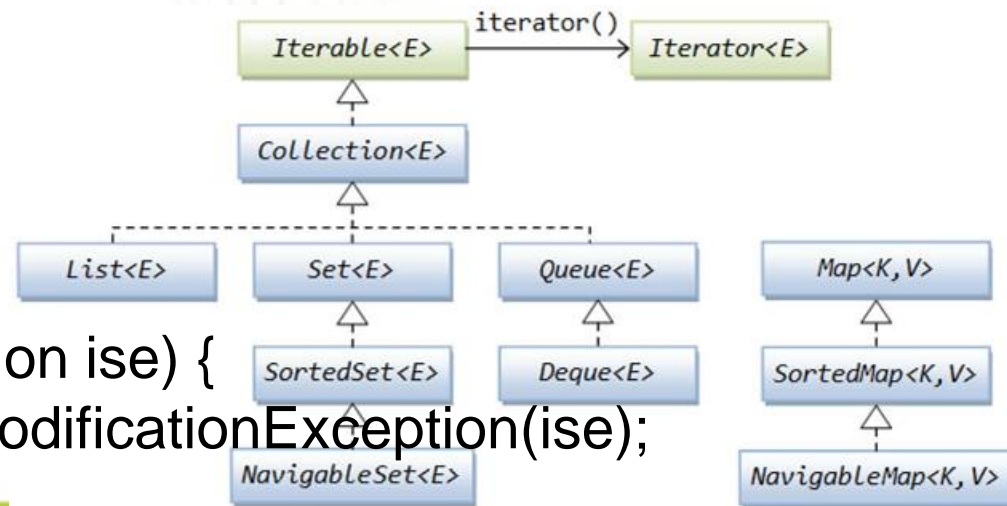 iterator()
Iterable<E> Iterator<E>
Collection<E>
List<E> Set<E> Queue<E> Map<K,V>
on ise) {
SortedSet<E> Deque<E> SortedMap<K,V>
odificationException(ise);
NavigableSet<E> NavigableMap<K,V>